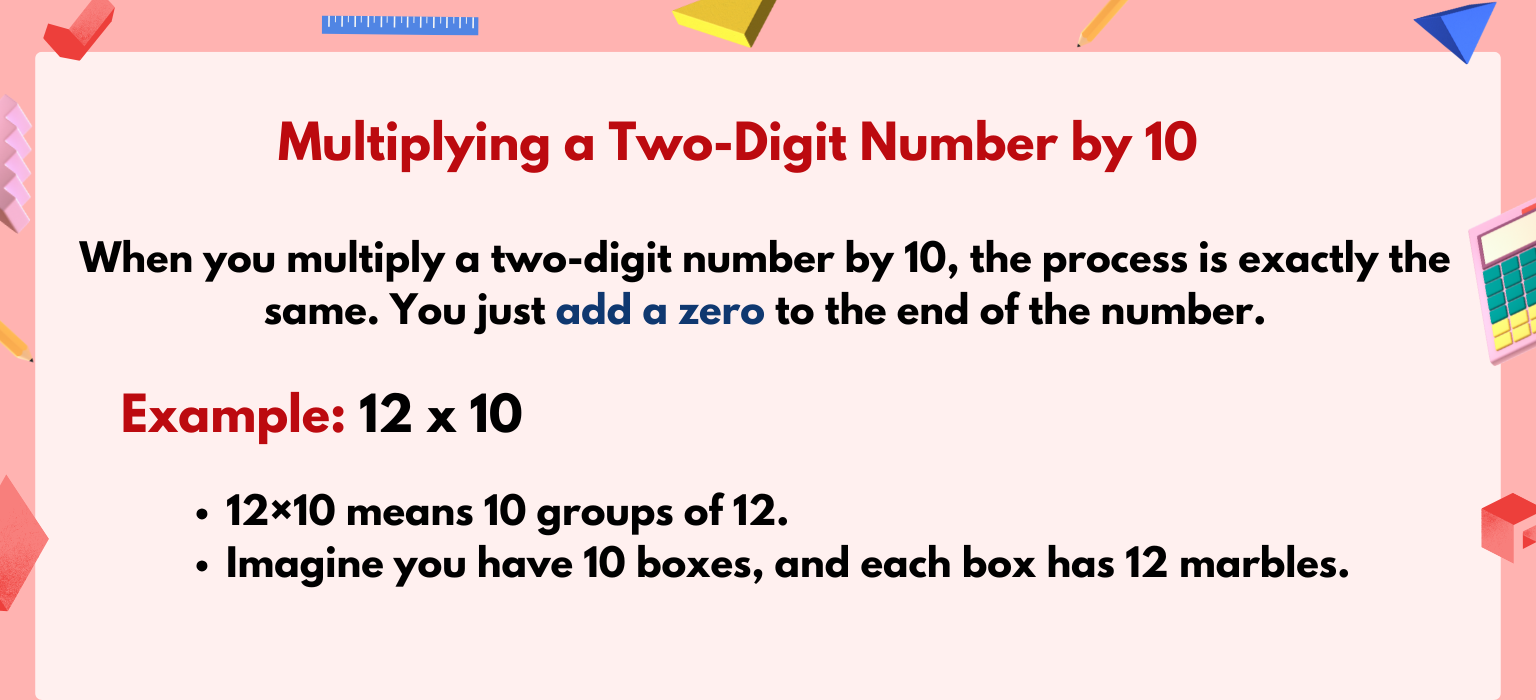 Multiplying a Two-Digit Number by 10
When you multiply a two-digit number by 10, the process is exactly the
same. You just add a zero to the end of the number.
Example: 12 x 10
• 12×10 means 10 groups of 12.
• Imagine you have 10 boxes, and each box has 12 marbles.